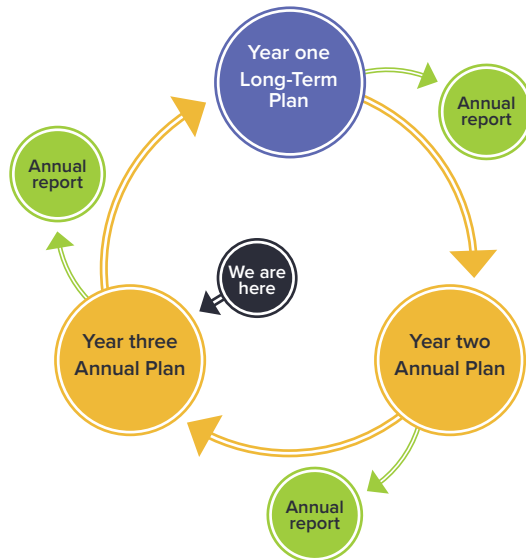 Year one
Long-Term
Plan
Annual
report
Annual
report
We are
here
Year three
Annual Plan
Year two
Annual Plan
Annual
report